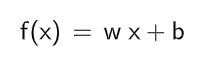 f(x) = w x + b